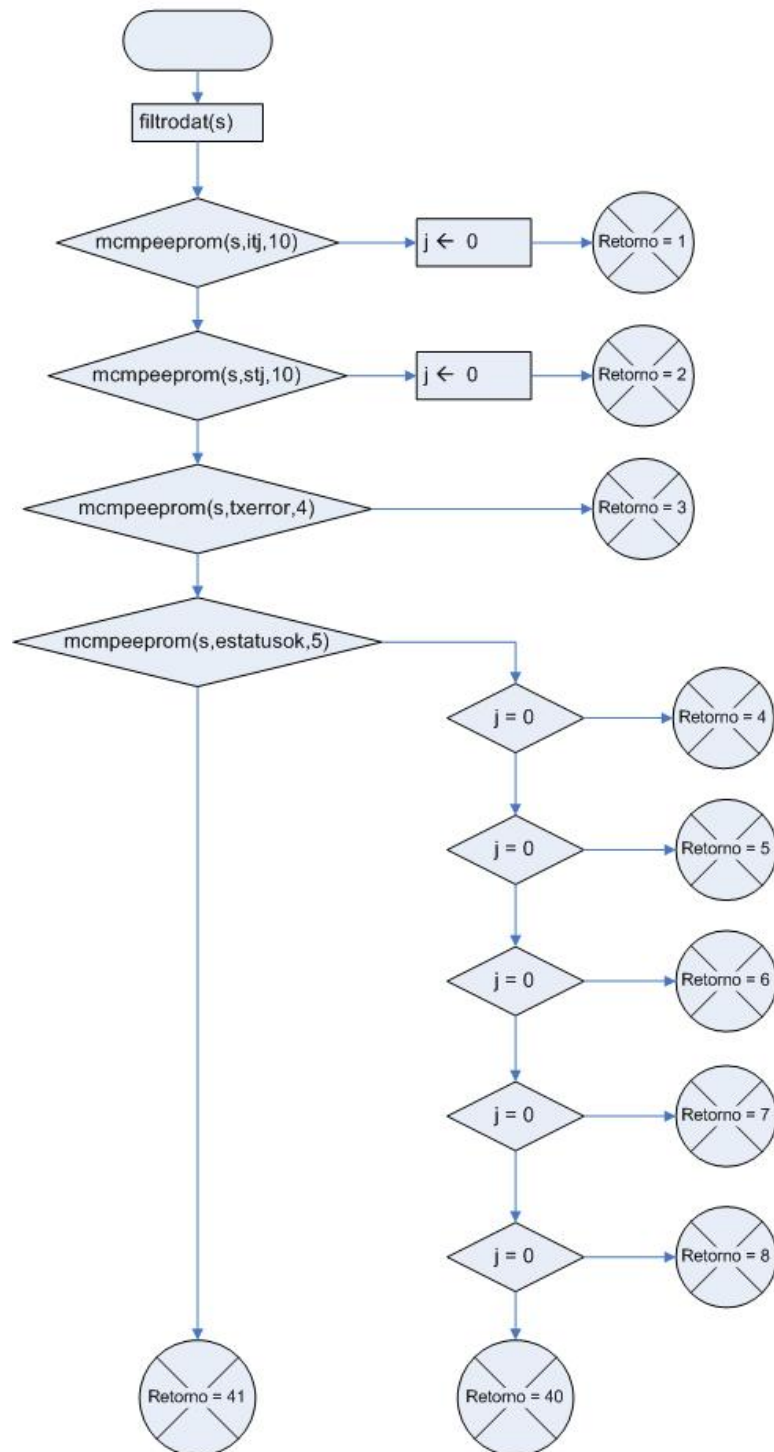 filtrodat(s)
mcmpeeprom(s,itj,10)
j ← 0
Retorno = 1
mcmpeeprom(s,stj,10)
j ← 0
Retorno = 2
mcmpeeprom(s,txerror,4)
Retorno = 3
mcmpeeprom(s,estatusok,5)
j = 0
Retorno = 4
j = 0
Retorno = 5
j = 0
Retorno = 6
j = 0
Retorno = 7
j = 0
Retorno = 8
Retorno = 41
Retorno = 40